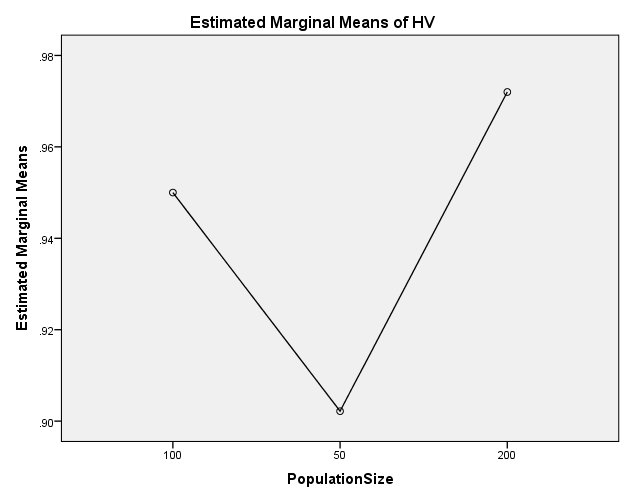 Estimated Marginal Means of HV
Estimated Marginal Means
.98
.96
.94
.92
.90
100
50
200
PopulationSize